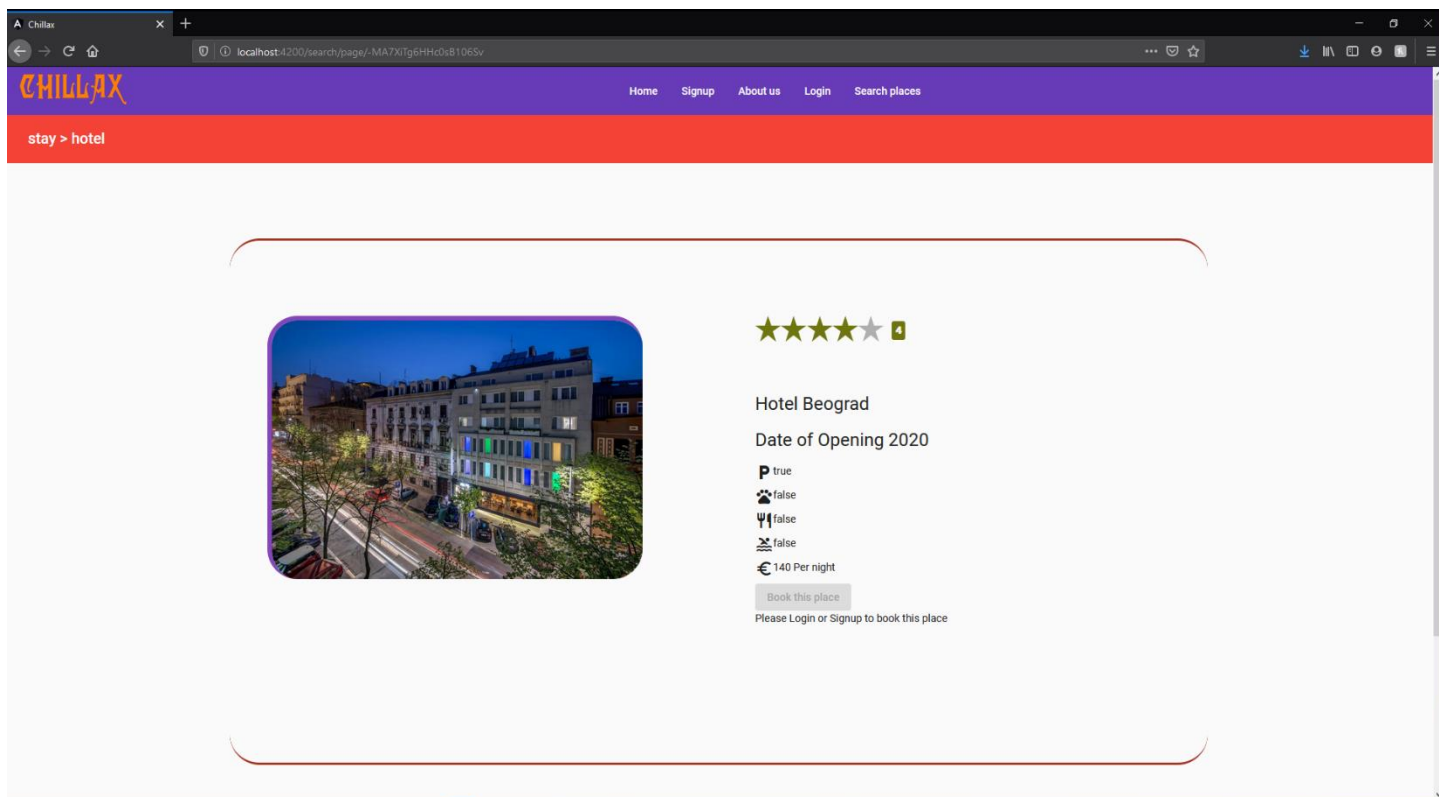 Chillax
localhost:4200/search/page/-MA7XiTg6HHc0sB106Sv
CHILLAX
Home Signup About us Login Search places
stay > hotel
4
Hotel Beograd
Date of Opening 2020
P true
false
false
false
€ 140 Per night
Book this place
Please Login or Signup to book this place